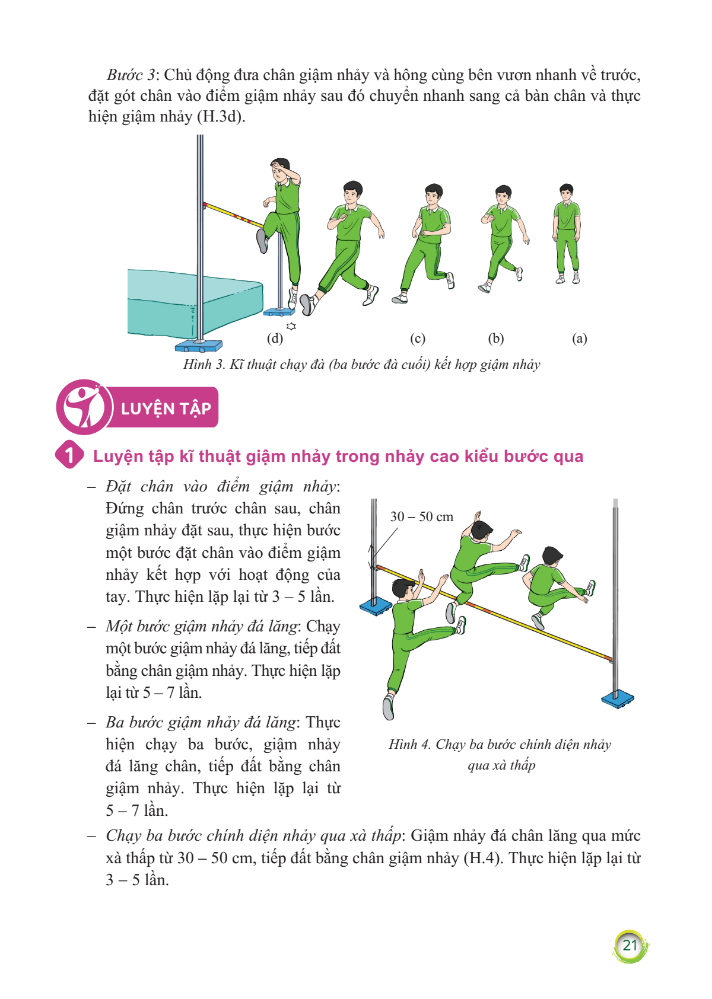 Bước 3: Chủ động đưa chân giậm nhảy và hông cùng bên vươn nhanh về trước,
đặt gót chân vào điểm giậm nhảy sau đó chuyển nhanh sang cả bàn chân và thực
hiện giậm nhảy (H.3d).
(d) (c) (b) (a)
Hình 3. Kĩ thuật chạy đà (ba bước đà cuối) kết hợp giậm nhảy
LUYỆN TẬP
1 Luyện tập kĩ thuật giậm nhảy trong nhảy cao kiểu bước qua
– Đặt chân vào điểm giậm nhảy:
Đứng chân trước chân sau, chân
giậm nhảy đặt sau, thực hiện bước
một bước đặt chân vào điểm giậm
nhảy kết hợp với hoạt động của
tay. Thực hiện lặp lại từ 3 – 5 lần.
– Một bước giậm nhảy đá lăng: Chạy
một bước giậm nhảy đá lăng, tiếp đất
bằng chân giậm nhảy. Thực hiện lặp
lại từ 5 – 7 lần.
– Ba bước giậm nhảy đá lăng: Thực
hiện chạy ba bước, giậm nhảy
đá lăng chân, tiếp đất bằng chân
giậm nhảy. Thực hiện lặp lại từ
5 – 7 lần.
30 – 50 cm
Hình 4. Chạy ba bước chính diện nhảy
qua xà thấp
– Chạy ba bước chính diện nhảy qua xà thấp: Giậm nhảy đá chân lăng qua mức
xà thấp từ 30 – 50 cm, tiếp đất bằng chân giậm nhảy (H.4). Thực hiện lặp lại từ
3 – 5 lần.
21